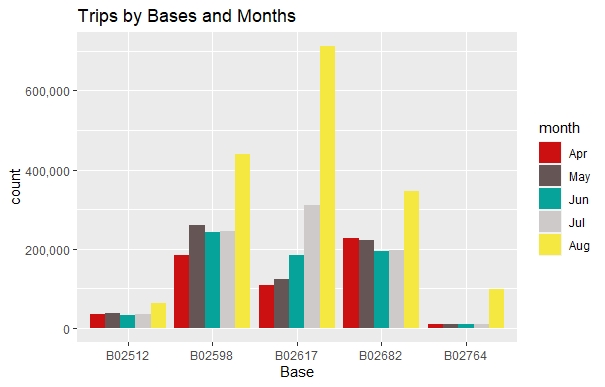 Trips by Bases and Months
count
600,000
400,000
200,000
0
B02512
B02598
B02617
B02682
B02764
Base
month
Apr
May
Jun
Jul
Aug